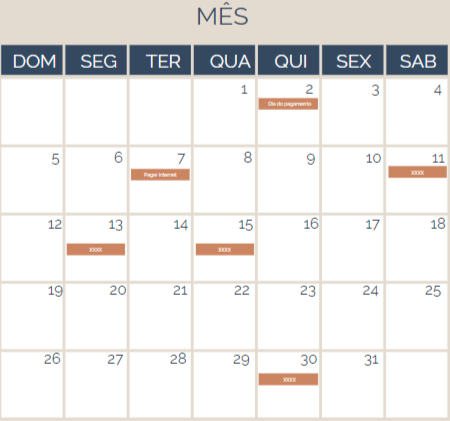 MÊS
DOM SEG TER QUA QUI SEX SAB
1 2 3 4
Dia do pagamento
5 6 7 8 9 10 11
Pagar internet xxxx
12 13 14 15 16 17 18
xxxx xxxx
19 20 21 22 23 24 25
26 27 28 29 30 31
xxxx